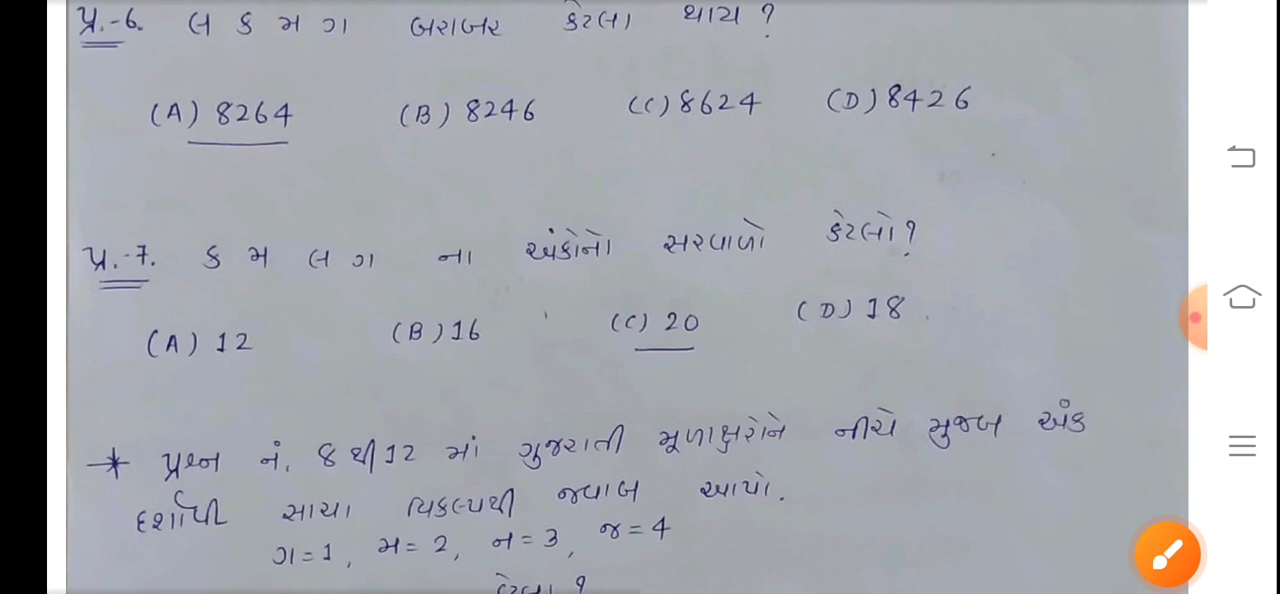 પ્ર.-6. લ ક મ ગ બરાબર કેટલા થાય ?
(A) 8264 (B) 8246 (C) 8624 (D) 8426
પ્ર.-7. ક મ લ ગ ના અંકોનો સરવાળો કેટલો?
(A) 12 (B) 16 (C) 20 (D) 18.
* પ્રશ્ન નં. 8 થી 12 માં ગુજરાતી મૂળાક્ષરોને નીચે મુજબ અંક
દર્શાવી સાચા વિકલ્પથી જવાબ આપો.
ગ=1, મ=2, ન=3, જ=4